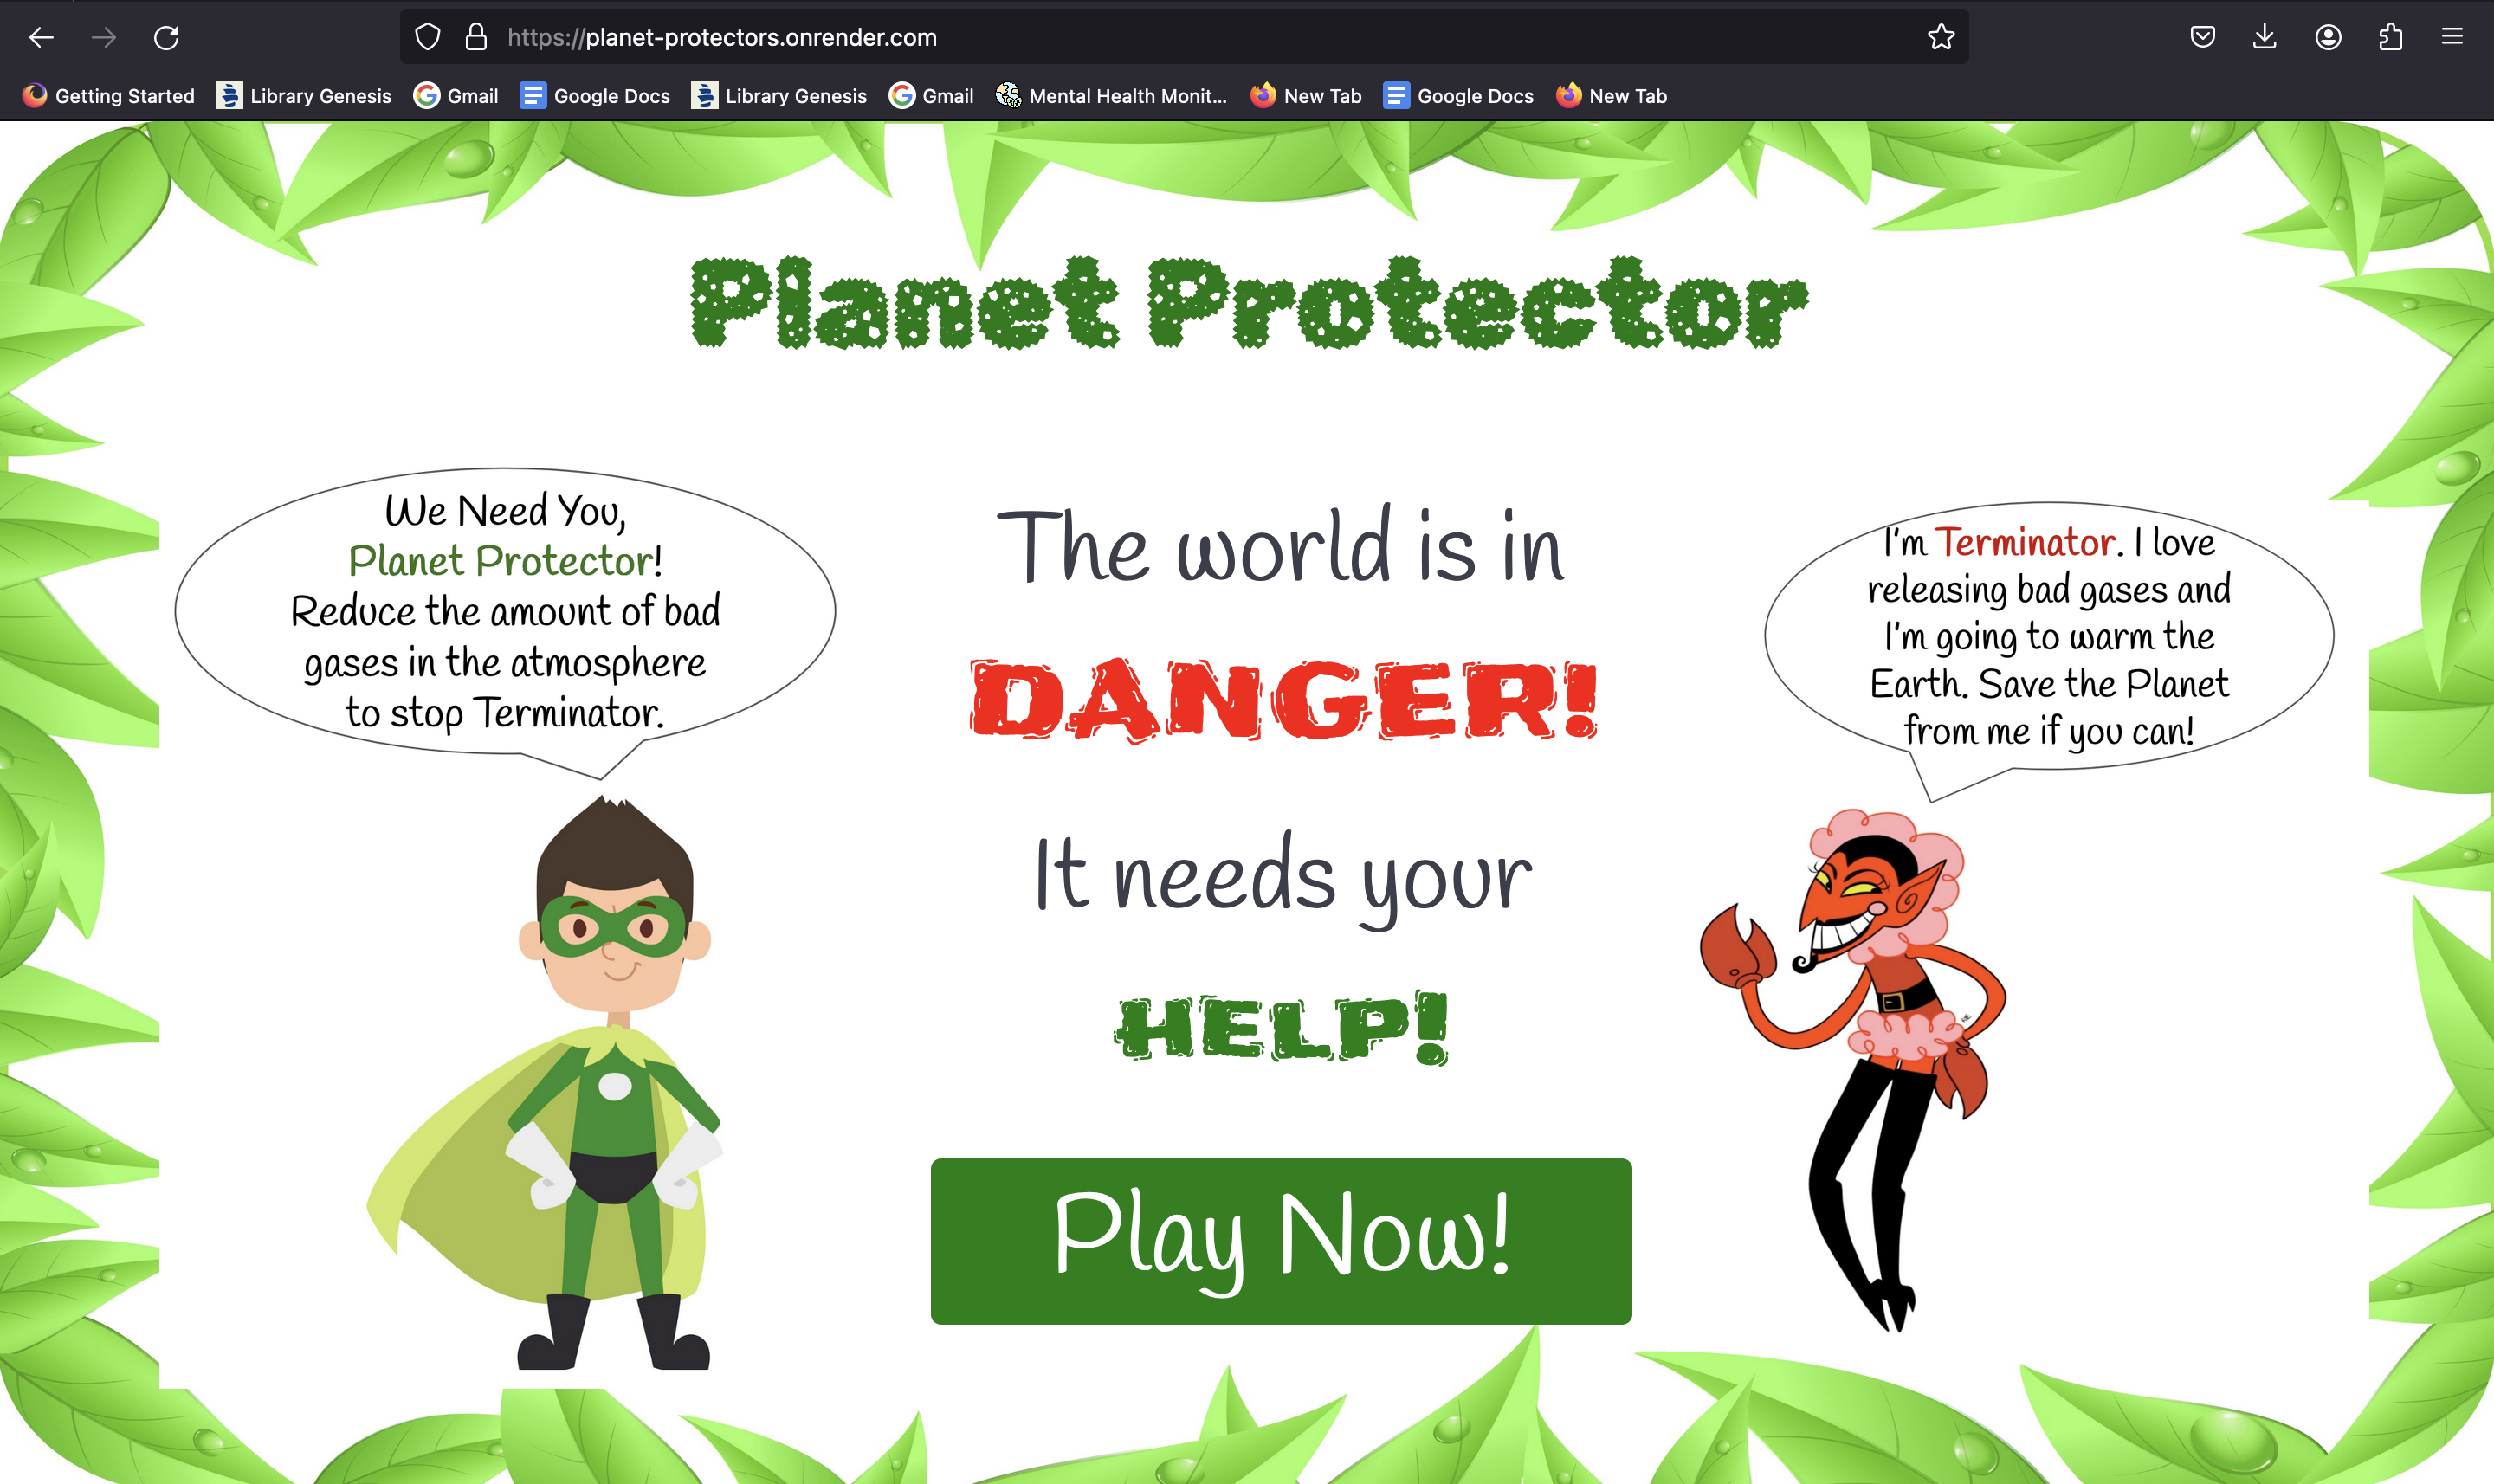 https://planet-protectors.onrender.com
Getting Started Library Genesis Gmail Google Docs Library Genesis Gmail Mental Health Monit... New Tab Google Docs New Tab
Planet Protector
We Need You,
Planet Protector!
Reduce the amount of bad
gases in the atmosphere
to stop Terminator.
The world is in
DANGER!
It needs your
HELP!
Play Now!
I'm Terminator. I love
releasing bad gases and
I'm going to warm the
Earth. Save the Planet
from me if you can!